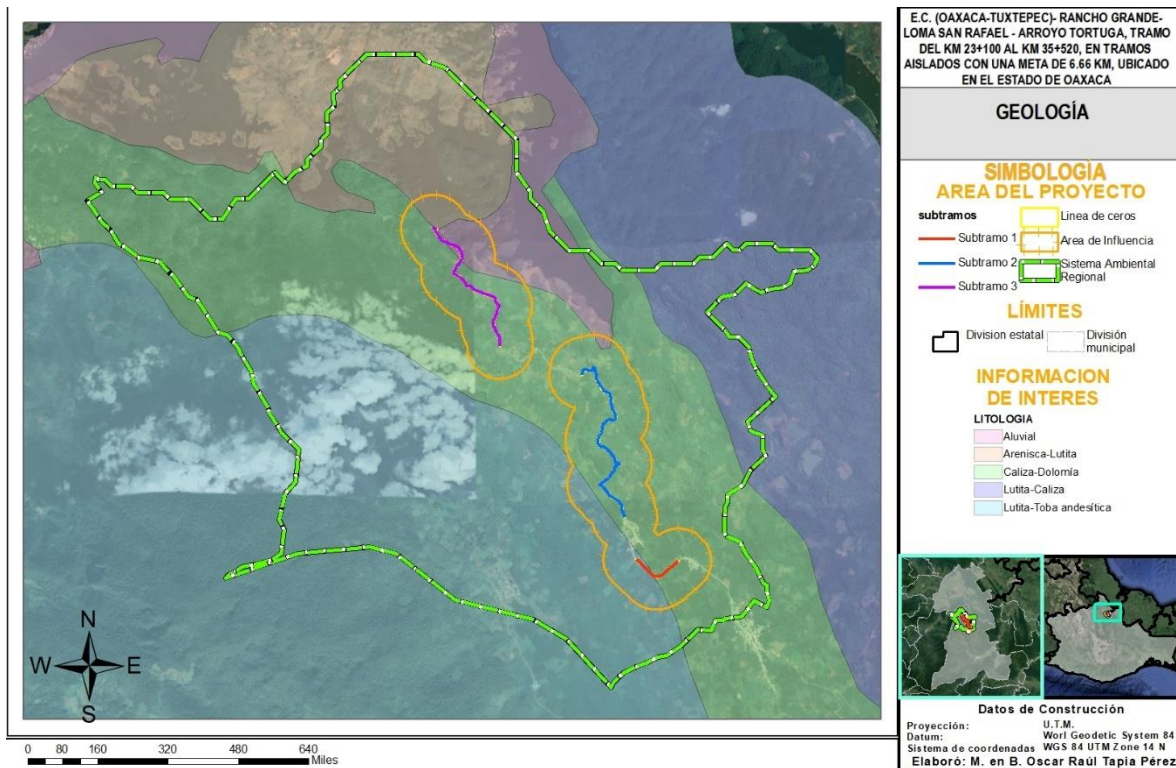 E.C. (OAXACA-TUXTEPEC)- RANCHO GRANDE-
LOMA SAN RAFAEL - ARROYO TORTUGA, TRAMO
DEL KM 23+100 AL KM 35+520, EN TRAMOS
AISLADOS CON UNA META DE 6.66 KM, UBICADO
EN EL ESTADO DE OAXACA
GEOLOGÍA
SIMBOLOGÍA
AREA DEL PROYECTO
subtramos
Subtramo 1
Subtramo 2
Subtramo 3
Linea de ceros
Area de Influencia
Sistema Ambiental
Regional
LÍMITES
Division estatal
División
municipal
INFORMACION
DE INTERES
LITOLOGIA
Aluvial
Arenisca-Lutita
Caliza-Dolomía
Lutita-Caliza
Lutita-Toba andesítica
N
W E
S
0 80 160 320 480 640
Miles
Datos de Construcción
Proyección: U.T.M.
Datum: Worl Geodetic System 84
Sistema de coordenadas WGS 84 UTM Zone 14 N
Elaboró: M. en B. Oscar Raúl Tapia Pérez